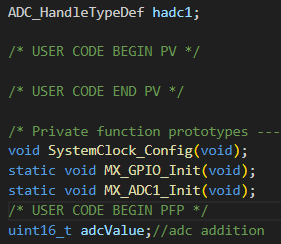 ADC_HandleTypeDef hadc1;
/* USER CODE BEGIN PV */
/* USER CODE END PV */
/* Private function prototypes ---
void SystemClock_Config(void);
static void MX_GPIO_Init(void);
static void MX_ADC1_Init(void);
/* USER CODE BEGIN PFP */
uint16_t adcValue;//adc addition